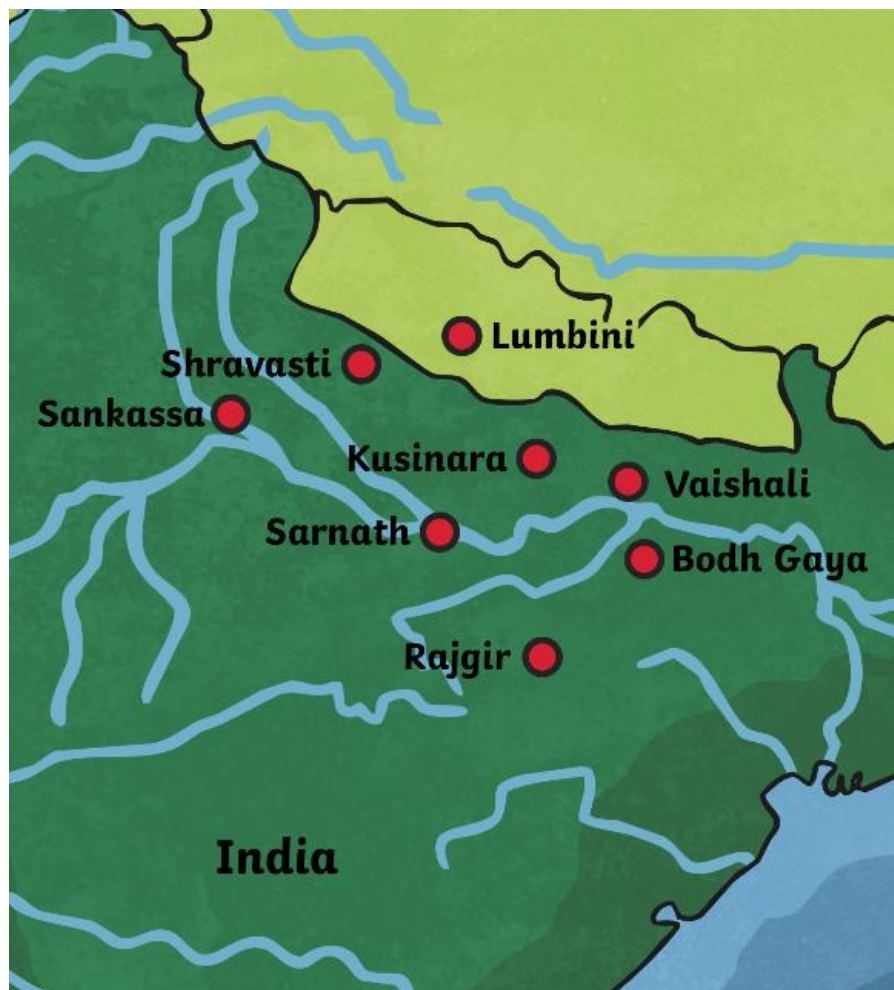 Lumbini
Shravasti
Sankassa
Kusinara
Vaishali
Sarnath
Bodh Gaya
Rajgir
India